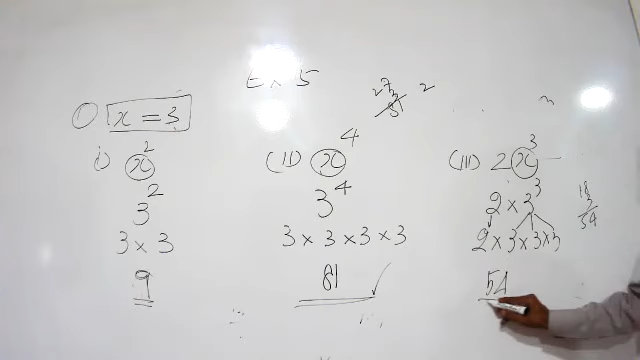 Ex 5
① x = 3
(i) x²
3²
3 × 3
9
(ii) x⁴
3⁴
3 × 3 × 3 × 3
81
(iii) 2x³
2 × 3³
2 × 3 × 3 × 3
54
18
3
54
27
2